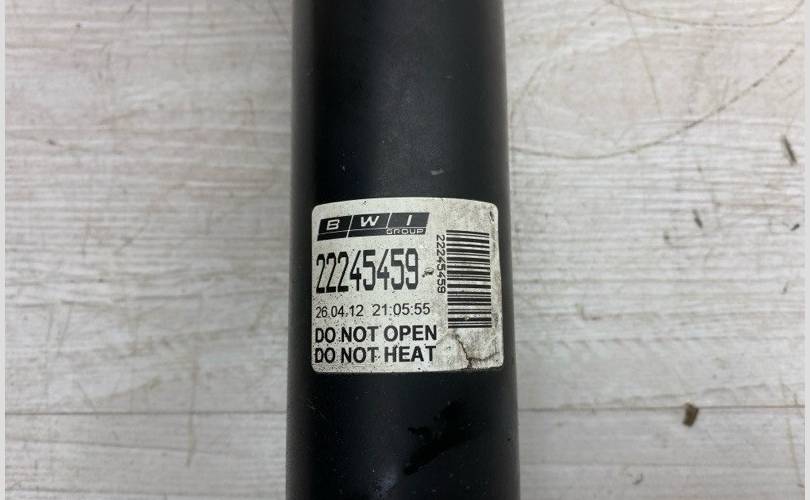 BWI
GROUP
22245459
26.04.12 21:05:55
DO NOT OPEN
DO NOT HEAT
22245459